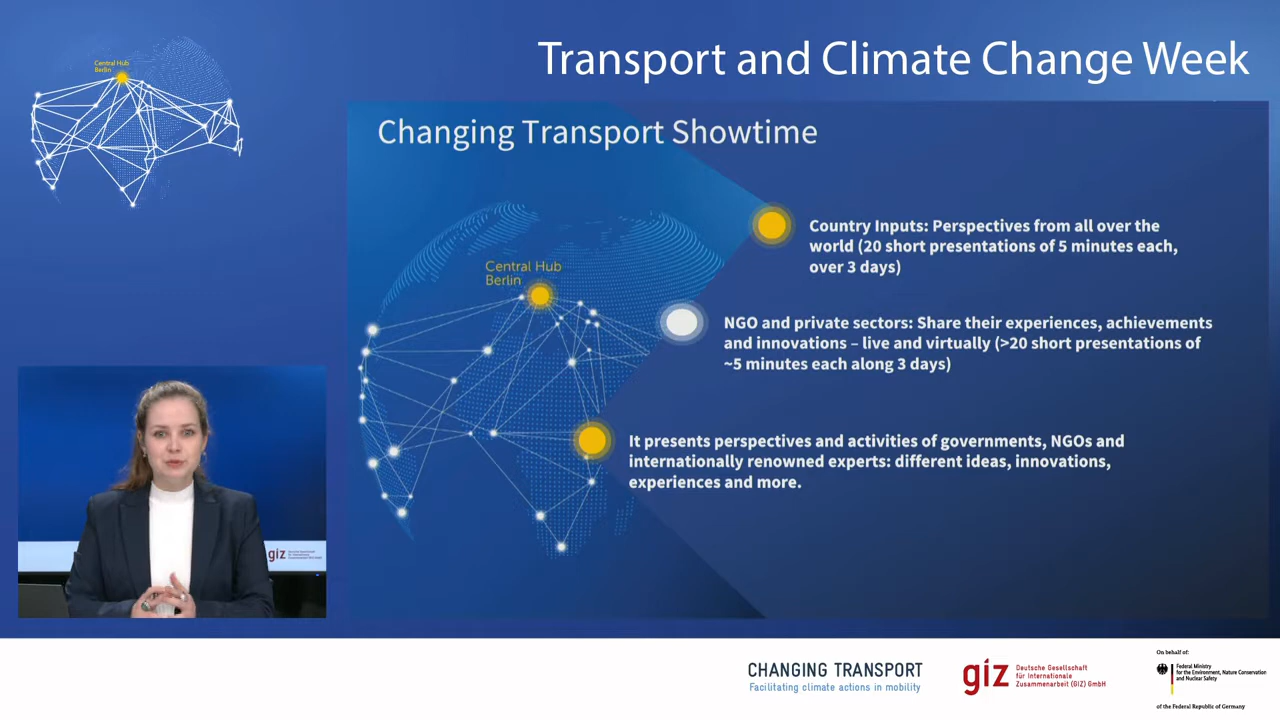 Transport and Climate Change Week
Central Hub
Berlin
Changing Transport Showtime
Country Inputs: Perspectives from all over the
world (20 short presentations of 5 minutes each,
over 3 days)
Central Hub
Berlin
NGO and private sectors: Share their experiences, achievements
and innovations – live and virtually (>20 short presentations of
~5 minutes each along 3 days)
It presents perspectives and activities of governments, NGOs and
internationally renowned experts: different ideas, innovations,
experiences and more.
giz
CHANGING TRANSPORT
Facilitating climate actions in mobility
giz
Deutsche Gesellschaft
für Internationale
Zusammenarbeit (GIZ) GmbH
On behalf of:
Federal Ministry
for the Environment, Nature Conservation
and Nuclear Safety
of the Federal Republic of Germany